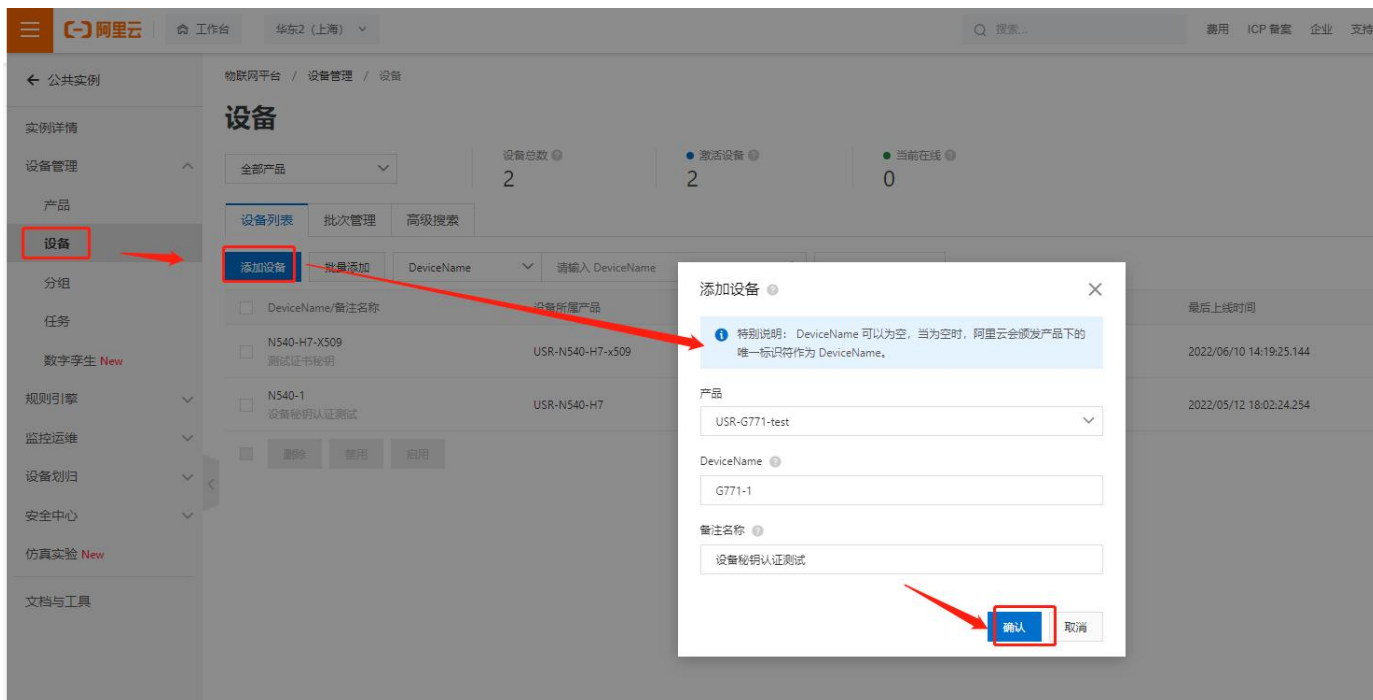 阿里云
工作台
华东2（上海）
搜索...
费用
ICP 备案
企业
支持
公共实例
物联网平台 / 设备管理 / 设备
设备
实例详情
设备管理
产品
设备
分组
任务
数字孪生 New
规则引擎
监控运维
设备划归
安全中心
仿真实验 New
文档与工具
全部产品
设备总数
2
激活设备
2
当前在线
0
设备列表
批次管理
高级搜索
添加设备
批量添加
DeviceName
请输入 DeviceName
DeviceName/备注名称
设备所属产品
最后上线时间
N540-H7-X509
测试证书秘钥
USR-N540-H7-x509
2022/06/10 14:19:25.144
N540-1
设备秘钥认证测试
USR-N540-H7
2022/05/12 18:02:24.254
删除
禁用
启用
添加设备
特别说明： DeviceName 可以为空，当为空时，阿里云会颁发产品下的
唯一标识符作为 DeviceName。
产品
USR-G771-test
DeviceName
G771-1
备注名称
设备秘钥认证测试
确认
取消